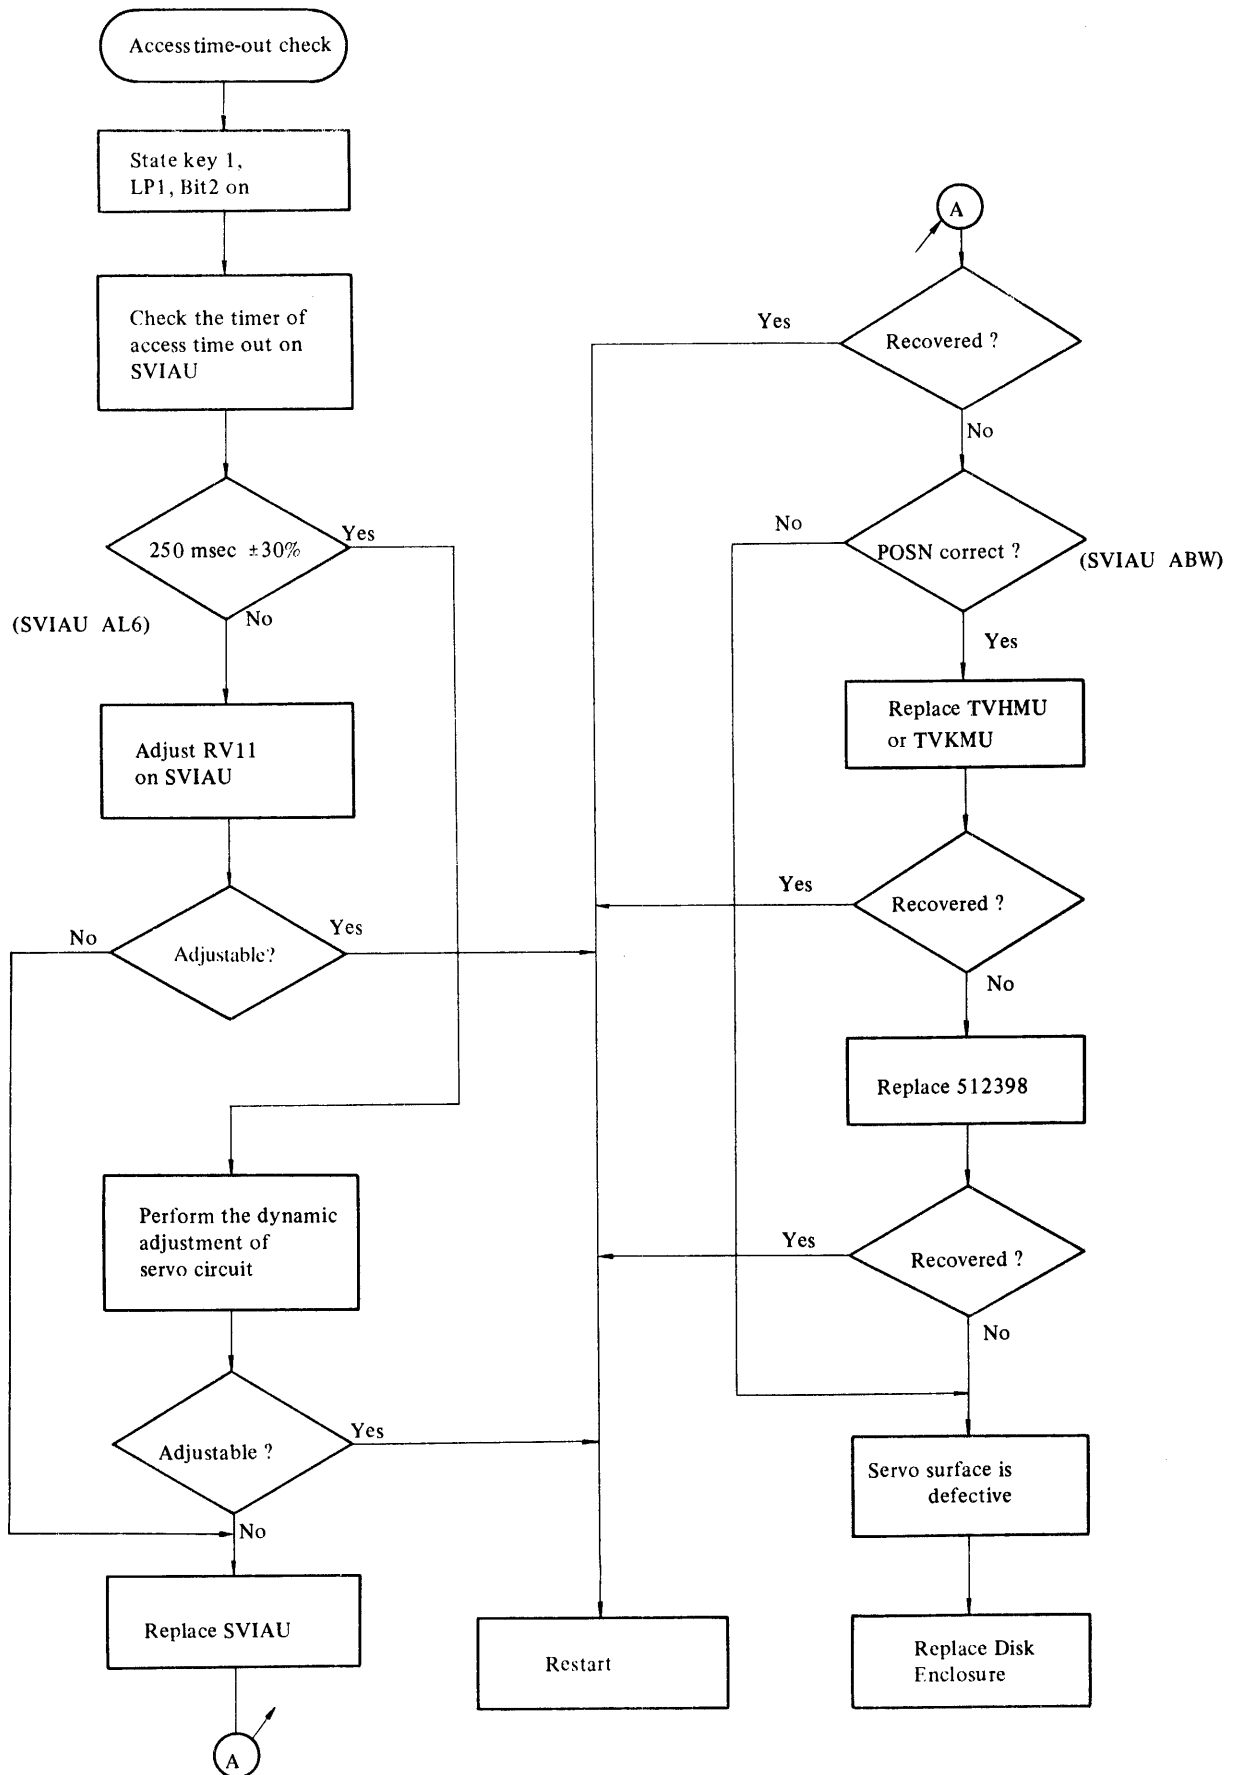 Access time-out check
State key 1,
LP1, Bit2 on
Check the timer of
access time out on
SVIAU
250 msec ±30%
Yes
(SVIAU AL6)
No
Adjust RV11
on SVIAU
No
Adjustable?
Yes
Perform the dynamic
adjustment of
servo circuit
Adjustable ?
Yes
No
Replace SVIAU
A
Restart
A
Yes
Recovered ?
No
No
POSN correct ?
(SVIAU ABW)
Yes
Replace TVHMU
or TVKMU
Yes
Recovered ?
No
Replace 512398
Yes
Recovered ?
No
Servo surface is
defective
Replace Disk
Enclosure